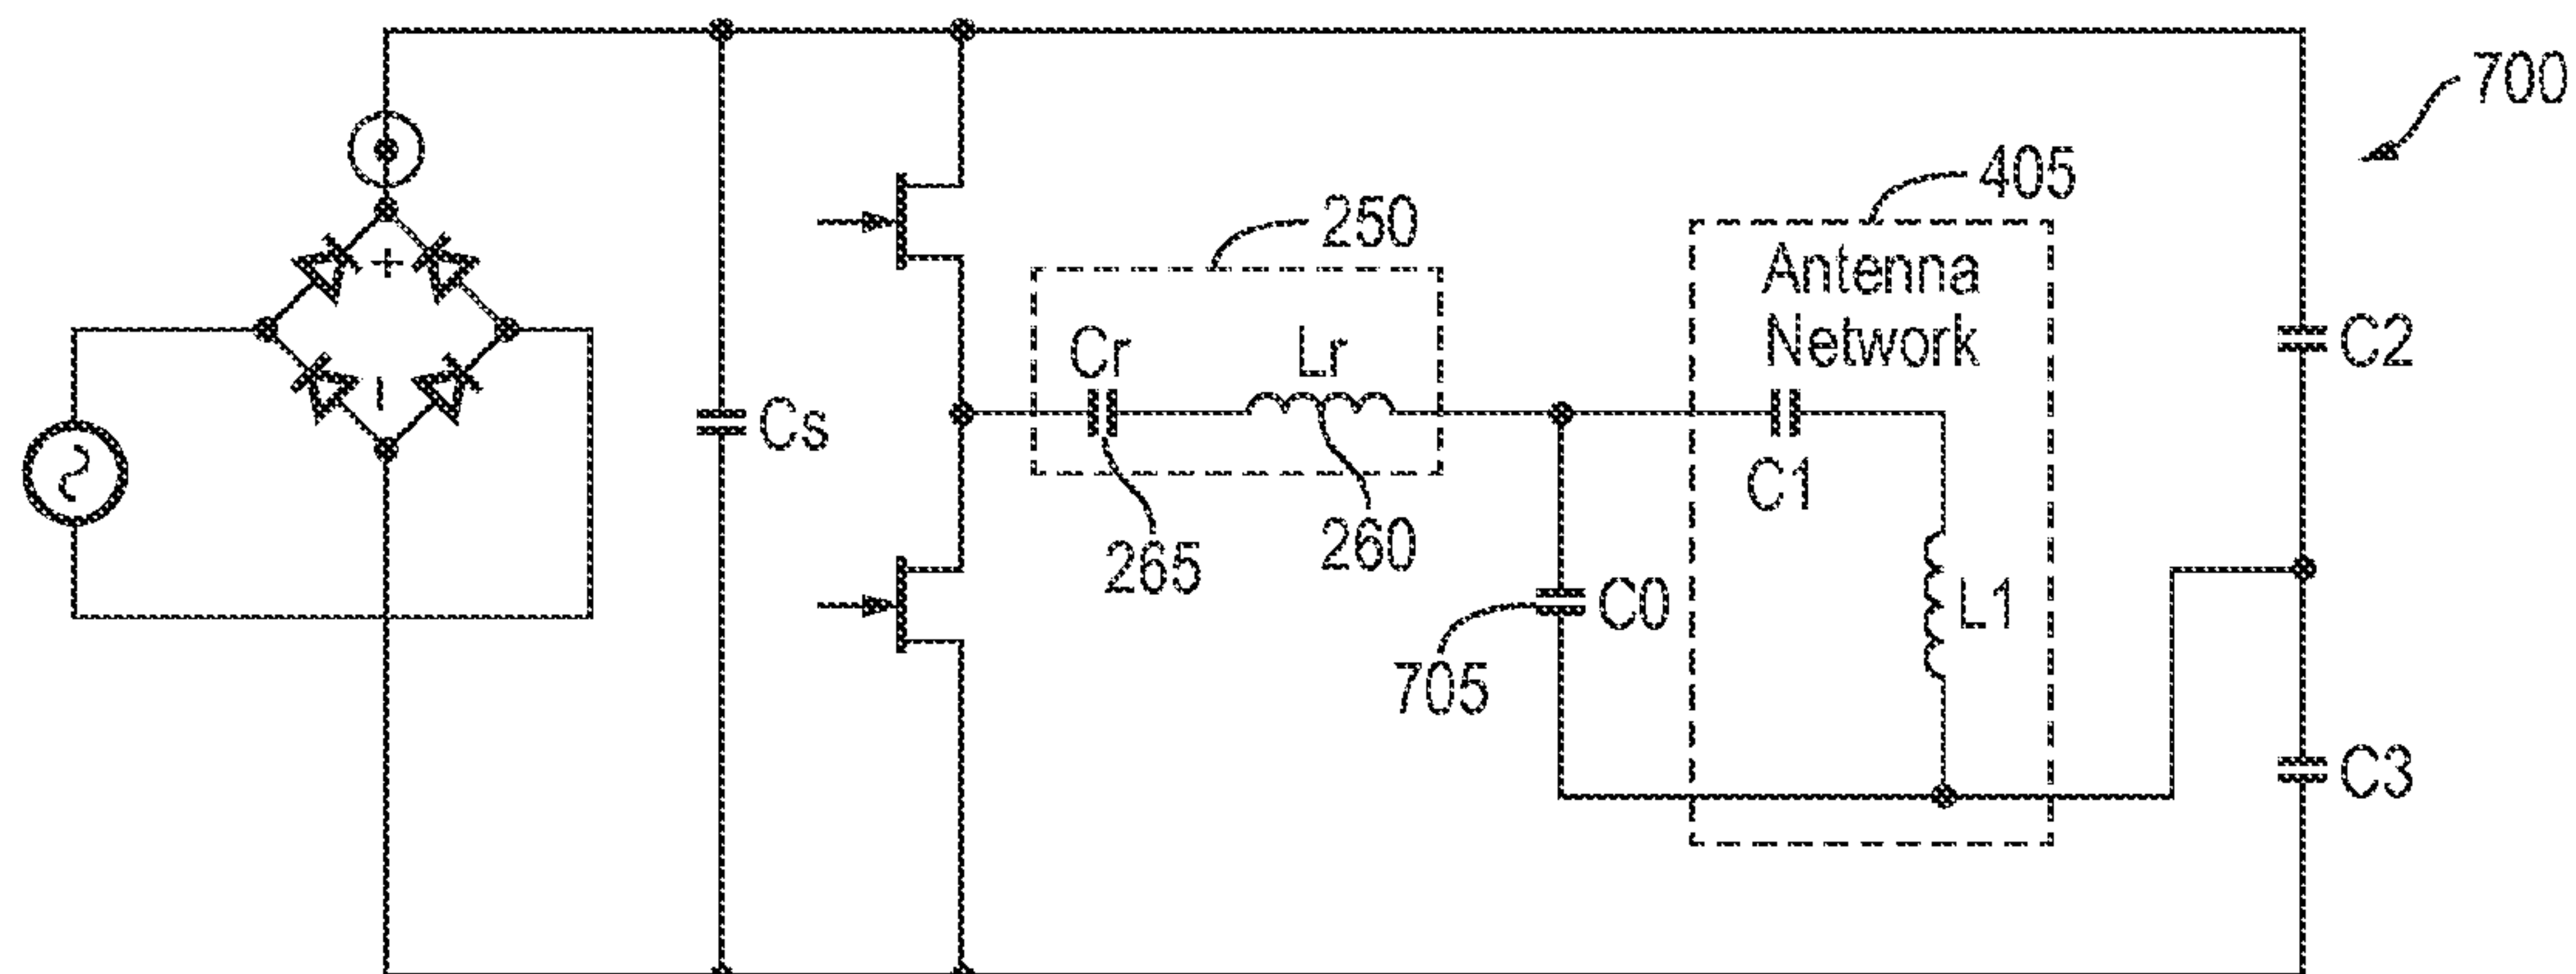 700
405
250
Antenna
Network
+
Cr
Lr
C2
−
Cs
C1
265
260
C0
L1
705
C3